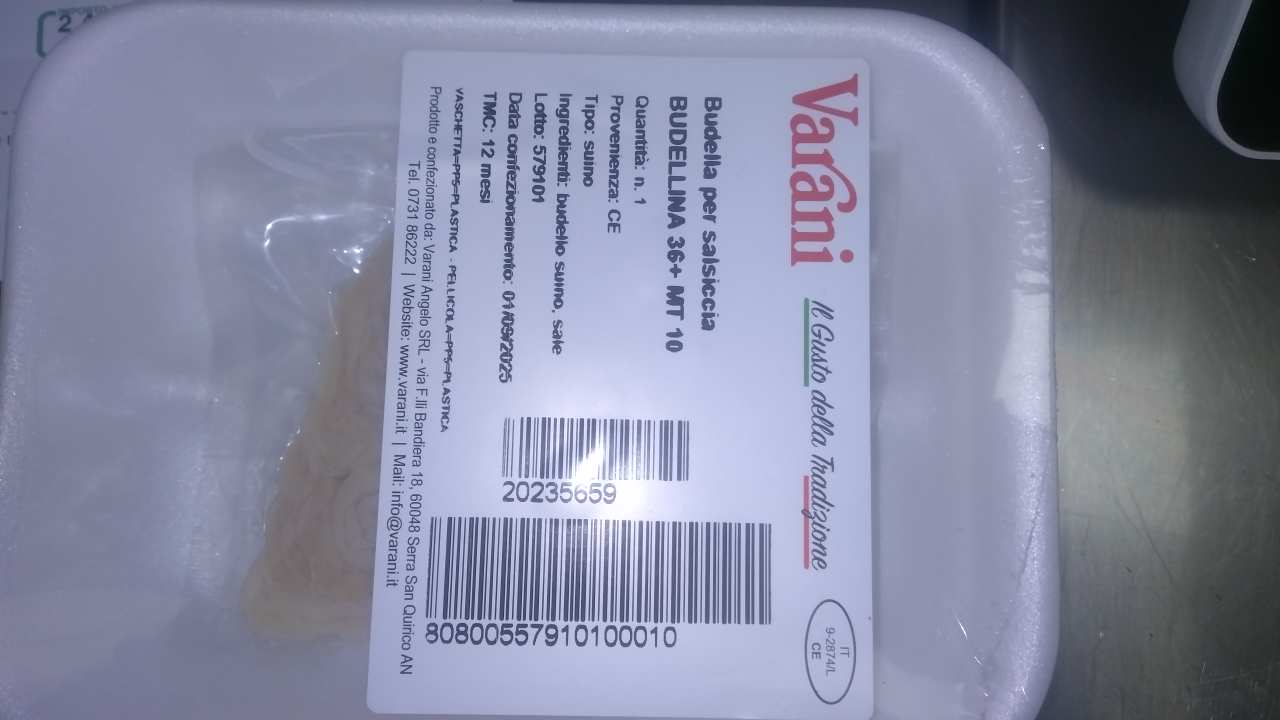 Varani
Il Gusto della Tradizione
IT
9-2874/L
CE
Budella per salsiccia
BUDELLINA 36+ MT 10
Quantità: n. 1
Provenienza: CE
Tipo: suino
Ingredienti: budello suino, sale
Lotto: 579101
Data confezionamento: 01/09/2025
TMC: 12 mesi
VASCHETTA=PP5=PLASTICA - PELLICOLA=PP5=PLASTICA
Prodotto e confezionato da: Varani Angelo SRL - via F.lli Bandiera 18, 60048 Serra San Quirico AN
Tel. 0731 86222 | Website: www.varani.it | Mail: info@varani.it
20235659
80800557910100010